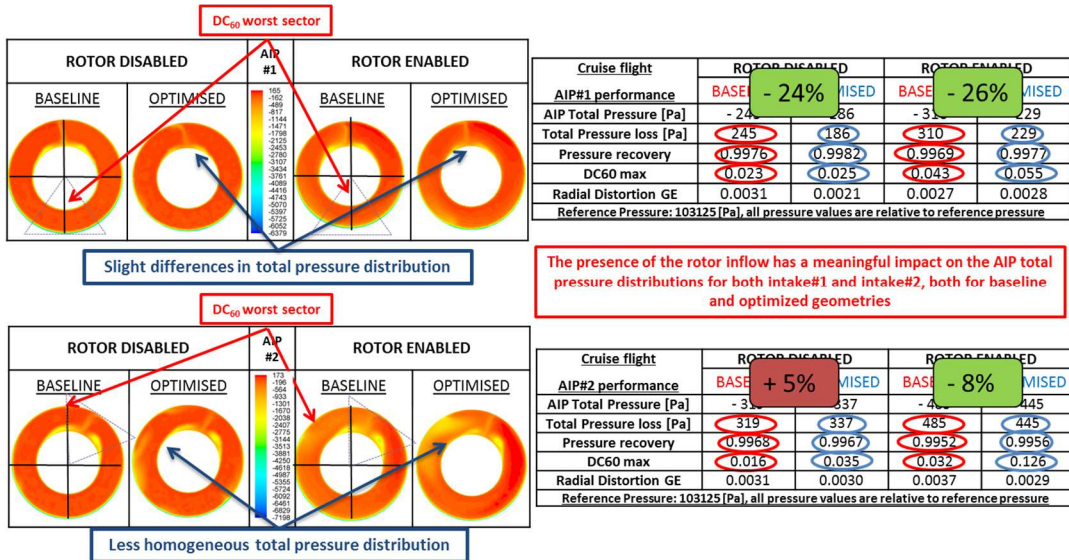 DC60 worst sector
ROTOR DISABLED
AIP
#1
ROTOR ENABLED
BASELINE
OPTIMISED
BASELINE
OPTIMISED
165
-162
-489
-817
-1144
-1471
-1798
-2125
-2453
-2780
-3107
-3434
-3761
-4089
-4416
-4743
-5070
-5397
-5725
-6052
-6379
Slight differences in total pressure distribution
Cruise flight ROTOR DISABLED ROTOR ENABLED
- 24% - 26%
AIP#1 performance
AIP Total Pressure [Pa]
Total Pressure loss [Pa] 245 186 310 229
Pressure recovery 0.9976 0.9982 0.9969 0.9977
DC60 max 0.023 0.025 0.043 0.055
Radial Distortion GE 0.0031 0.0021 0.0027 0.0028
Reference Pressure: 103125 [Pa], all pressure values are relative to reference pressure
The presence of the rotor inflow has a meaningful impact on the AIP total
pressure distributions for both intake#1 and intake#2, both for baseline
and optimized geometries
DC60 worst sector
ROTOR DISABLED
AIP
#2
ROTOR ENABLED
BASELINE
OPTIMISED
BASELINE
OPTIMISED
173
-196
-564
-933
-1301
-1670
-2038
-2407
-2775
-3144
-3513
-3881
-4250
-4618
-4987
-5355
-5724
-6092
-6461
-6829
-7198
Less homogeneous total pressure distribution
Cruise flight ROTOR DISABLED ROTOR ENABLED
+ 5% - 8%
AIP#2 performance
AIP Total Pressure [Pa]
Total Pressure loss [Pa] 319 337 485 445
Pressure recovery 0.9968 0.9967 0.9952 0.9956
DC60 max 0.016 0.035 0.032 0.126
Radial Distortion GE 0.0031 0.0030 0.0037 0.0029
Reference Pressure: 103125 [Pa], all pressure values are relative to reference pressure